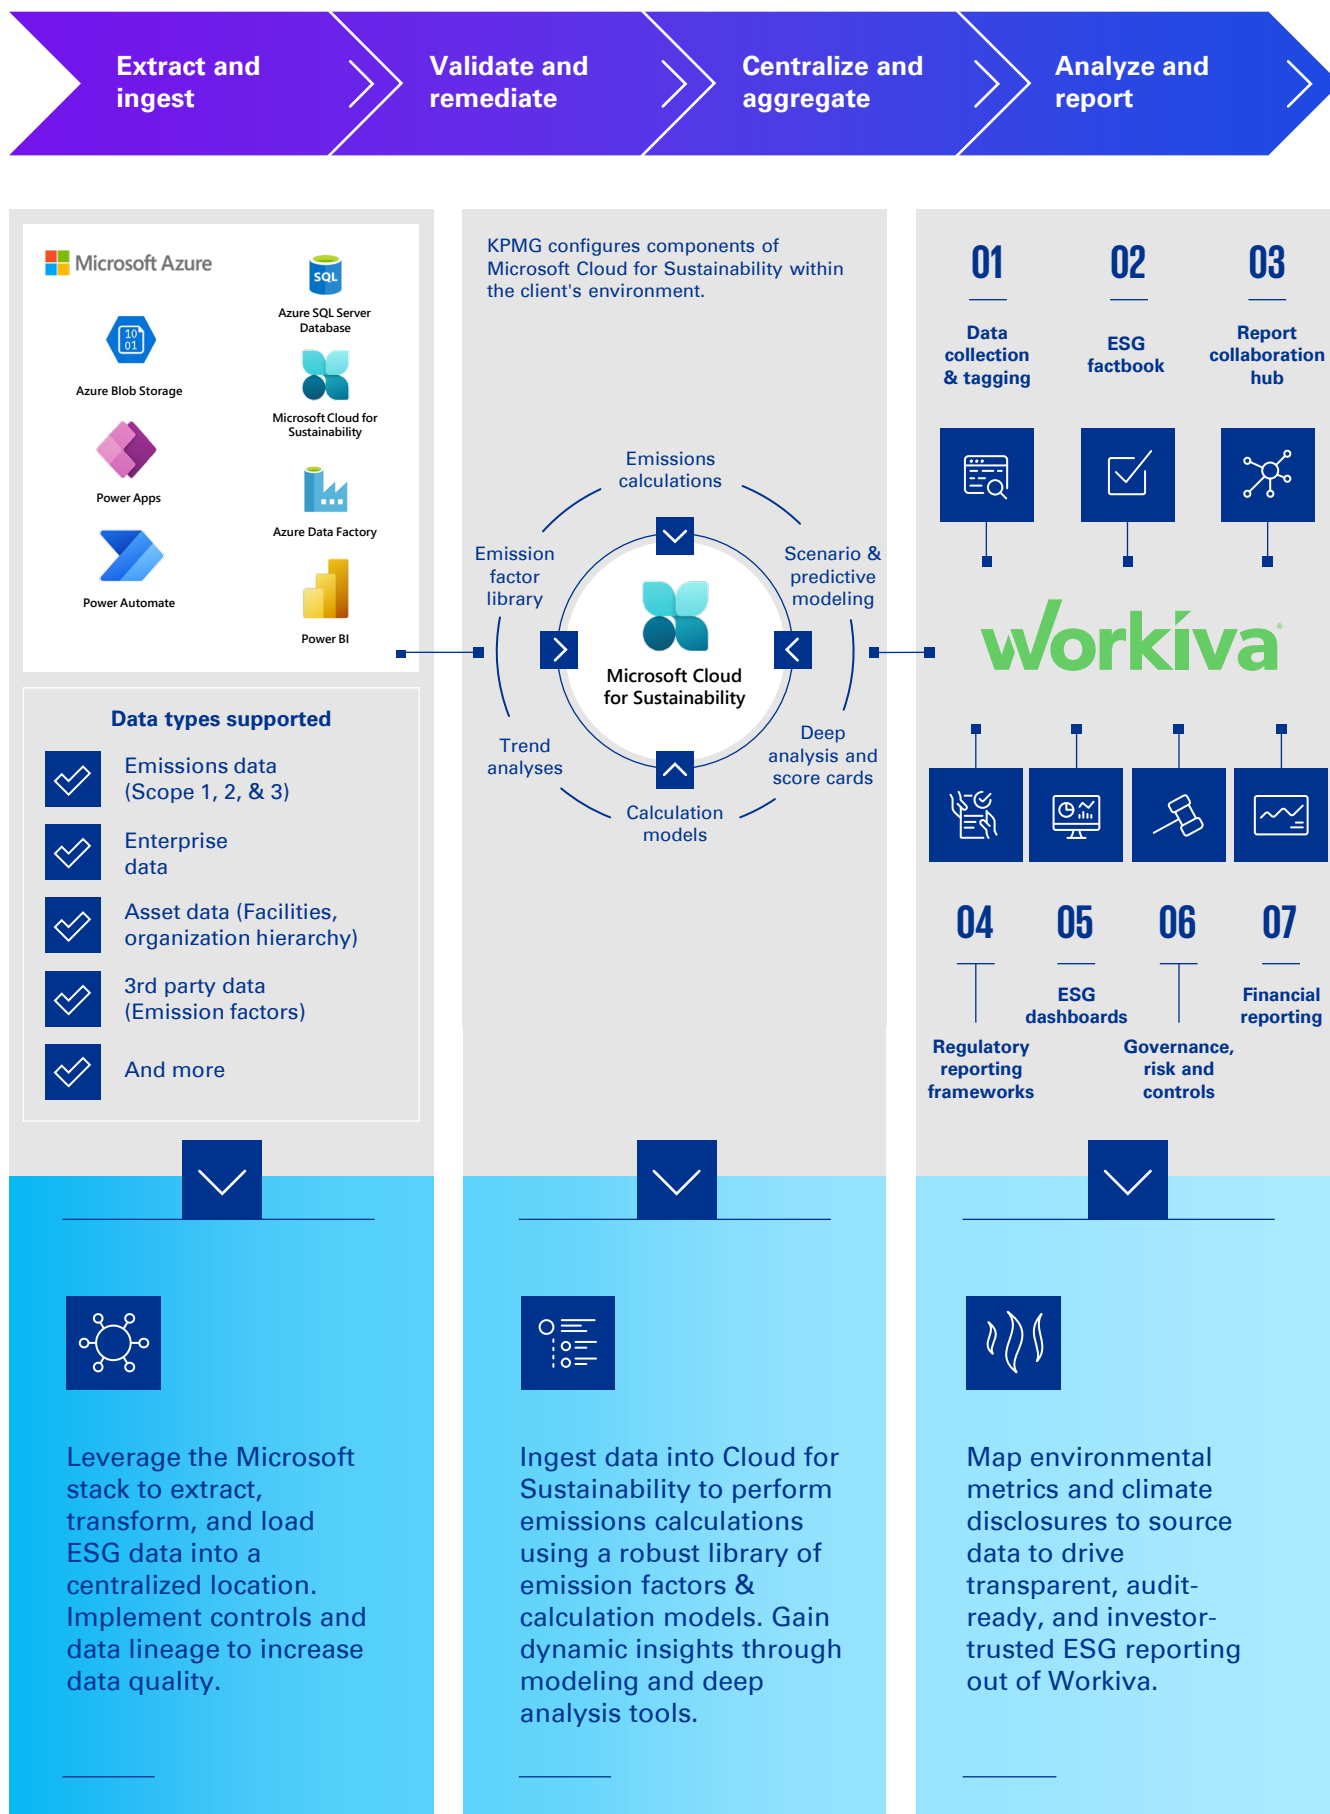 Extract and
ingest
Validate and
remediate
Centralize and
aggregate
Analyze and
report
Microsoft Azure
10
01
Azure Blob Storage
Power Apps
Power Automate
SQL
Azure SQL Server
Database
Microsoft Cloud for
Sustainability
Azure Data Factory
Power BI
Data types supported
Emissions data
(Scope 1, 2, & 3)
Enterprise
data
Asset data (Facilities,
organization hierarchy)
3rd party data
(Emission factors)
And more
KPMG configures components of
Microsoft Cloud for Sustainability within
the client's environment.
Emissions
calculations
Emission
factor
library
Scenario &
predictive
modeling
Microsoft Cloud
for Sustainability
Trend
analyses
Deep
analysis and
score cards
Calculation
models
01
Data
collection
& tagging
02
ESG
factbook
03
Report
collaboration
hub
workiva
04
Regulatory
reporting
frameworks
05
ESG
dashboards
06
Governance,
risk and
controls
07
Financial
reporting
Leverage the Microsoft
stack to extract,
transform, and load
ESG data into a
centralized location.
Implement controls and
data lineage to increase
data quality.
Ingest data into Cloud for
Sustainability to perform
emissions calculations
using a robust library of
emission factors &
calculation models. Gain
dynamic insights through
modeling and deep
analysis tools.
Map environmental
metrics and climate
disclosures to source
data to drive
transparent, audit-
ready, and investor-
trusted ESG reporting
out of Workiva.